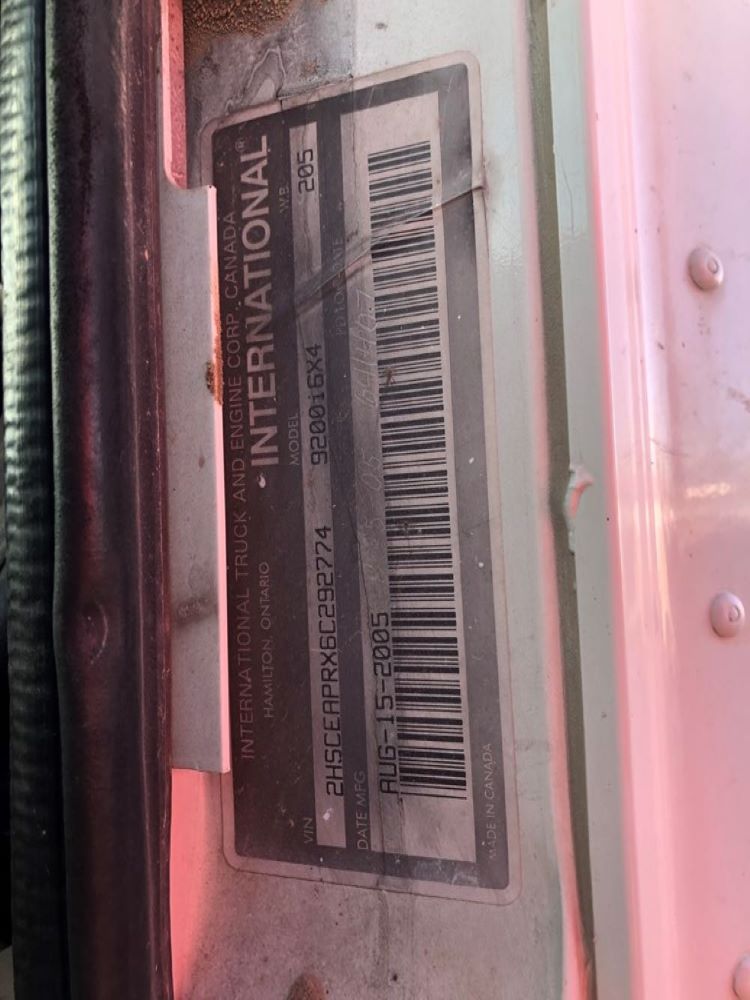 INTERNATIONAL TRUCK AND ENGINE CORP. CANADA
HAMILTON, ONTARIO
INTERNATIONAL®
VIN MODEL W.B.
2HSCEAPRX6C292774 9200i6X4 205
DATE MFG
AUG-15-2005
MADE IN CANADA